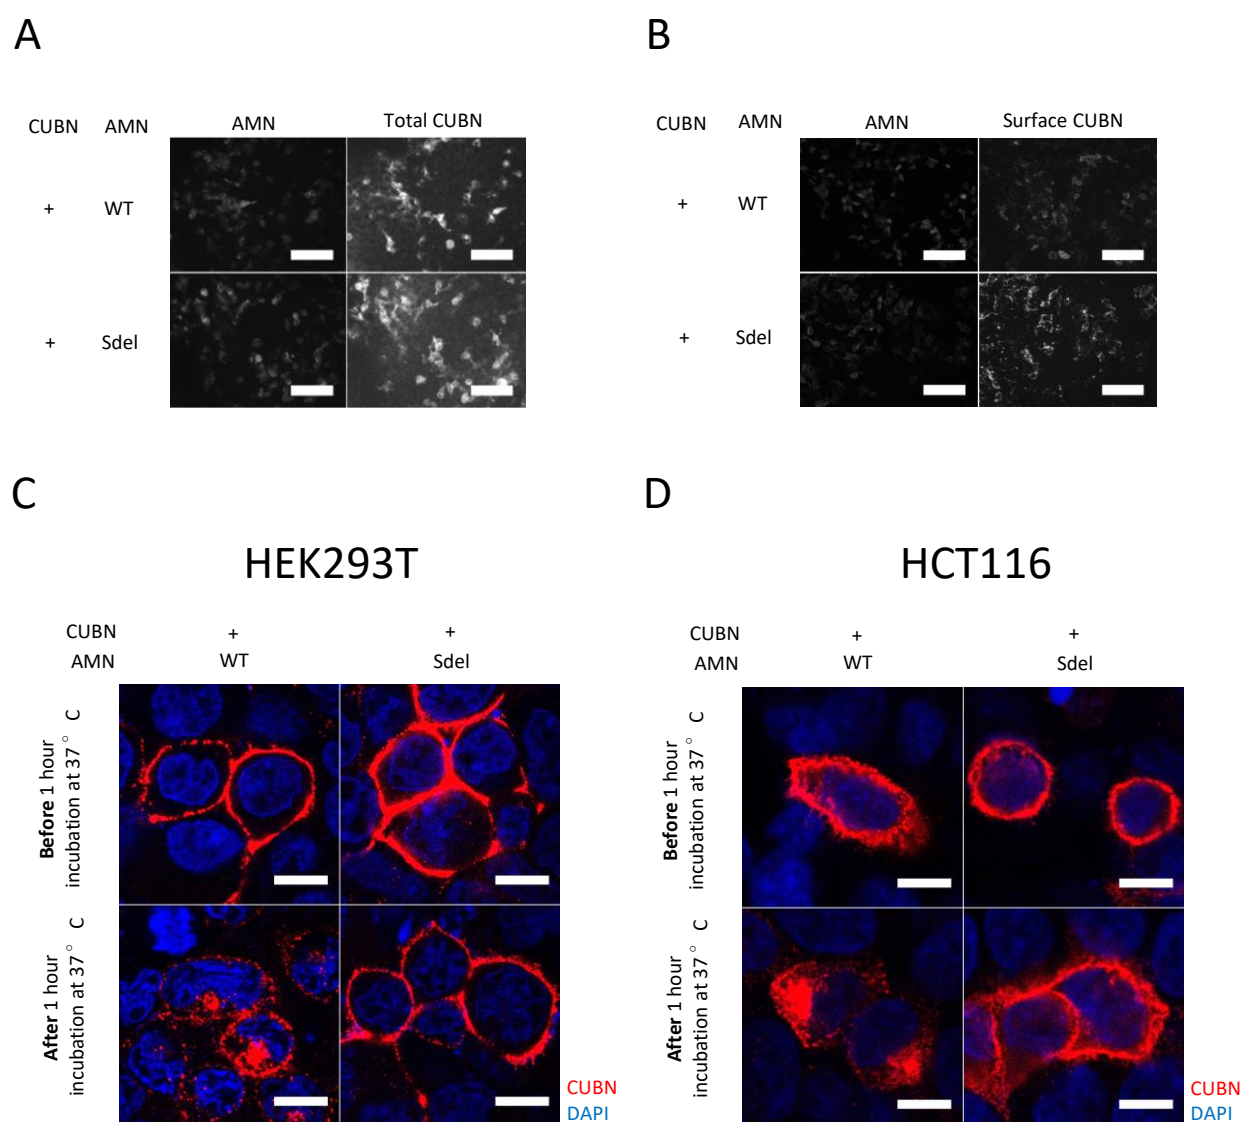 A
CUBN AMN AMN Total CUBN
+ WT
+ Sdel
B
CUBN AMN AMN Surface CUBN
+ WT
+ Sdel
C
HEK293T
CUBN + +
AMN WT Sdel
Before 1 hour
incubation at 37 ° C
After 1 hour
incubation at 37 ° C
CUBN
DAPI
D
HCT116
CUBN + +
AMN WT Sdel
Before 1 hour
incubation at 37 ° C
After 1 hour
incubation at 37 ° C
CUBN
DAPI